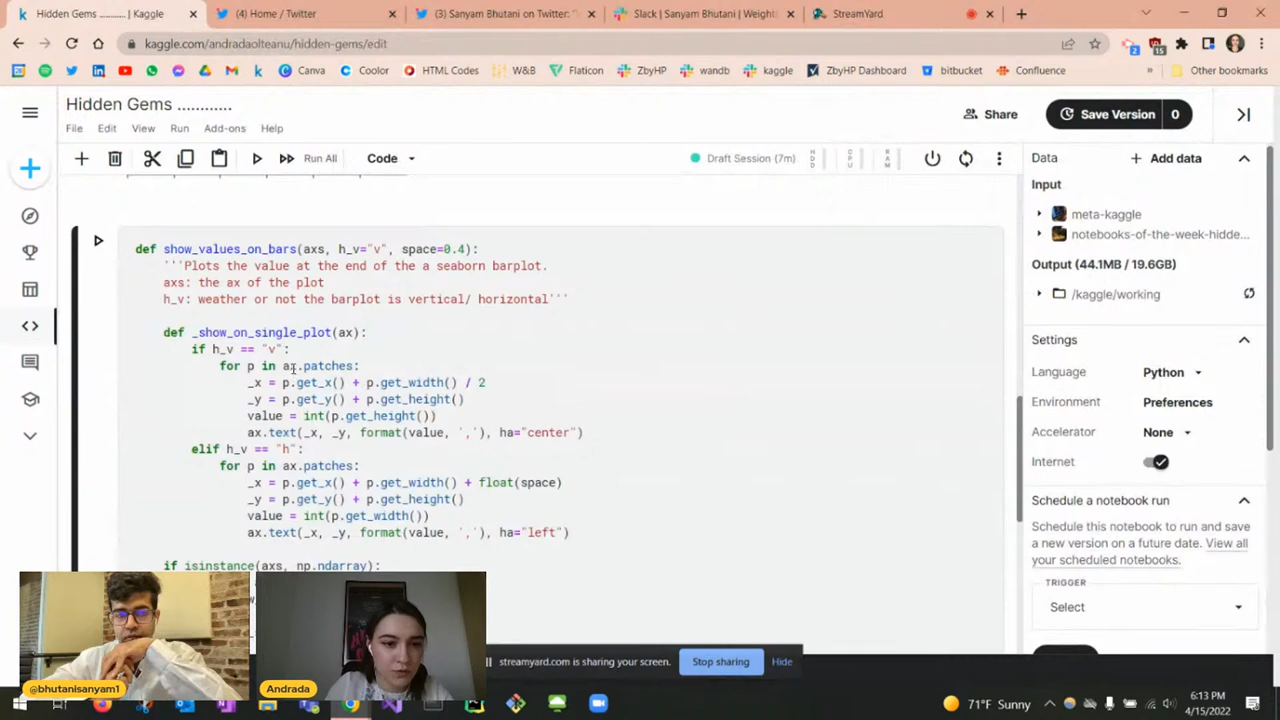 Hidden Gems ............ | Kaggle
(4) Home / Twitter
(3) Sanyam Bhutani on Twitter: "
Slack | Sanyam Bhutani | Weights
StreamYard
kaggle.com/andradaolteanu/hidden-gems/edit
2
15
Canva
Coolor
HTML Codes
W&B
Flaticon
ZbyHP
wandb
kaggle
ZbyHP Dashboard
bitbucket
Confluence
»
Other bookmarks
Hidden Gems ............
File Edit View Run Add-ons Help
Share
Save Version 0
Run All
Code
Draft Session (7m)
HDD
CPU
RAM
def show_values_on_bars(axs, h_v="v", space=0.4):
'''Plots the value at the end of the a seaborn barplot.
axs: the ax of the plot
h_v: weather or not the barplot is vertical/ horizontal'''
def _show_on_single_plot(ax):
if h_v == "v":
for p in ax.patches:
_x = p.get_x() + p.get_width() / 2
_y = p.get_y() + p.get_height()
value = int(p.get_height())
ax.text(_x, _y, format(value, ','), ha="center")
elif h_v == "h":
for p in ax.patches:
_x = p.get_x() + p.get_width() + float(space)
_y = p.get_y() + p.get_height()
value = int(p.get_width())
ax.text(_x, _y, format(value, ','), ha="left")
if isinstance(axs, np.ndarray):
Data
Add data
Input
meta-kaggle
notebooks-of-the-week-hidde...
Output (44.1MB / 19.6GB)
/kaggle/working
Settings
Language Python
Environment Preferences
Accelerator None
Internet
Schedule a notebook run
Schedule this notebook to run and save
a new version on a future date. View all
your scheduled notebooks.
TRIGGER
Select
streamyard.com is sharing your screen.
Stop sharing
Hide
@bhutanisanyam1
Andrada
71°F Sunny
6:13 PM
4/15/2022